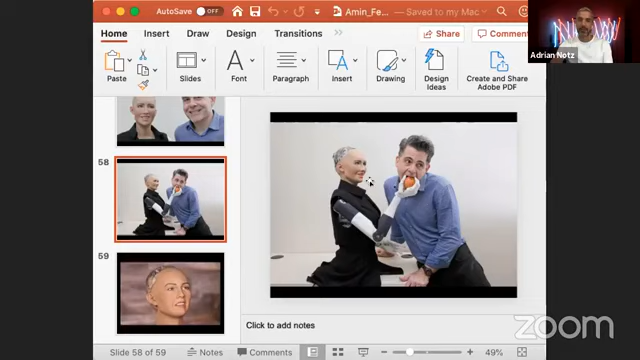 AutoSave OFF Amin_Fe... — Saved to my Mac
Home Insert Draw Design Transitions Share Commen
Paste Slides Font Paragraph Insert Drawing Design Ideas Create and Share Adobe PDF
58
59
Click to add notes
Slide 58 of 59 Notes Comments 49%
Adrian Notz
zoom